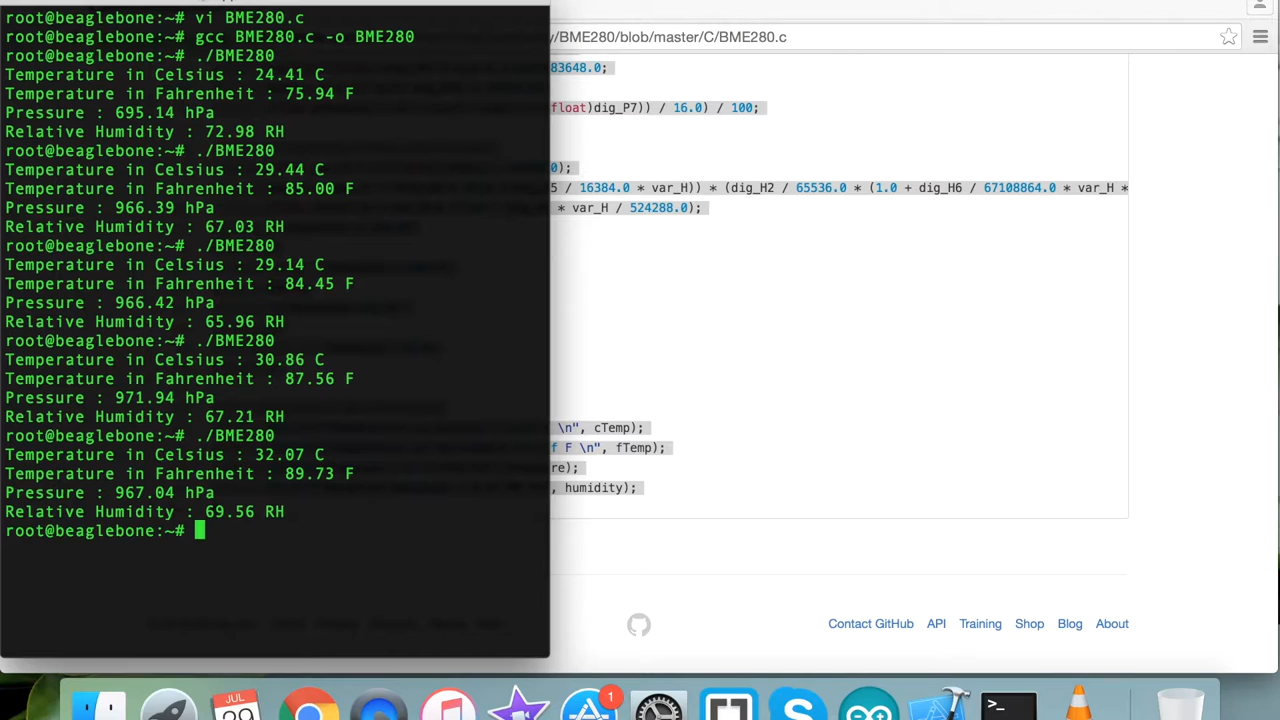 root@beaglebone:~# vi BME280.c
root@beaglebone:~# gcc BME280.c -o BME280
root@beaglebone:~# ./BME280
Temperature in Celsius : 24.41 C
Temperature in Fahrenheit : 75.94 F
Pressure : 695.14 hPa
Relative Humidity : 72.98 RH
root@beaglebone:~# ./BME280
Temperature in Celsius : 29.44 C
Temperature in Fahrenheit : 85.00 F
Pressure : 966.39 hPa
Relative Humidity : 67.03 RH
root@beaglebone:~# ./BME280
Temperature in Celsius : 29.14 C
Temperature in Fahrenheit : 84.45 F
Pressure : 966.42 hPa
Relative Humidity : 65.96 RH
root@beaglebone:~# ./BME280
Temperature in Celsius : 30.86 C
Temperature in Fahrenheit : 87.56 F
Pressure : 971.94 hPa
Relative Humidity : 67.21 RH
root@beaglebone:~# ./BME280
Temperature in Celsius : 32.07 C
Temperature in Fahrenheit : 89.73 F
Pressure : 967.04 hPa
Relative Humidity : 69.56 RH
root@beaglebone:~#
/BME280/blob/master/C/BME280.c
83648.0;
float)dig_P7)) / 16.0) / 100;
0);
5 / 16384.0 * var_H)) * (dig_H2 / 65536.0 * (1.0 + dig_H6 / 67108864.0 * var_H *
* var_H / 524288.0);
\n", cTemp);
f F \n", fTemp);
re);
, humidity);
Contact GitHub API Training Shop Blog About
JUL
1
>_
S